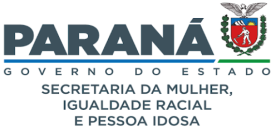 PARANÁ
GOVERNO DO ESTADO
SECRETARIA DA MULHER,
IGUALDADE RACIAL
E PESSOA IDOSA